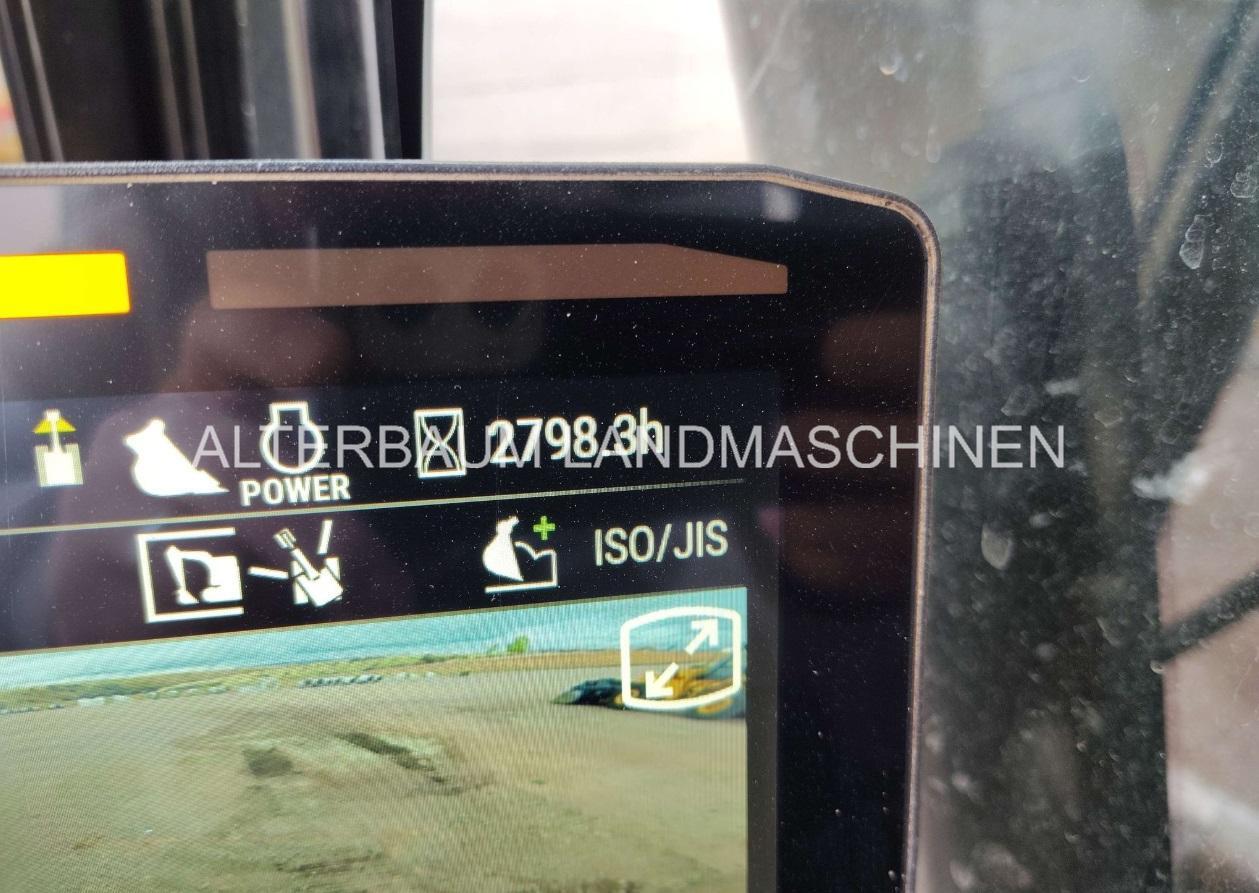 2798.3h
ALTERBAUM LANDMASCHINEN
POWER
ISO/JIS